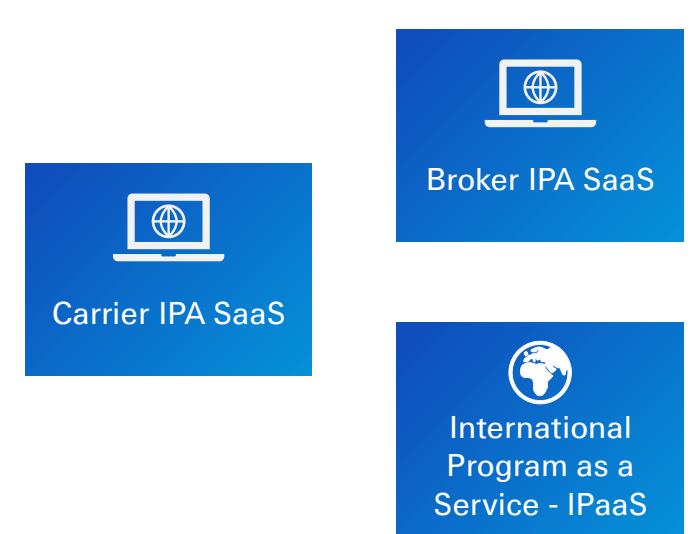 Broker IPA SaaS
Carrier IPA SaaS
International
Program as a
Service - IPaaS